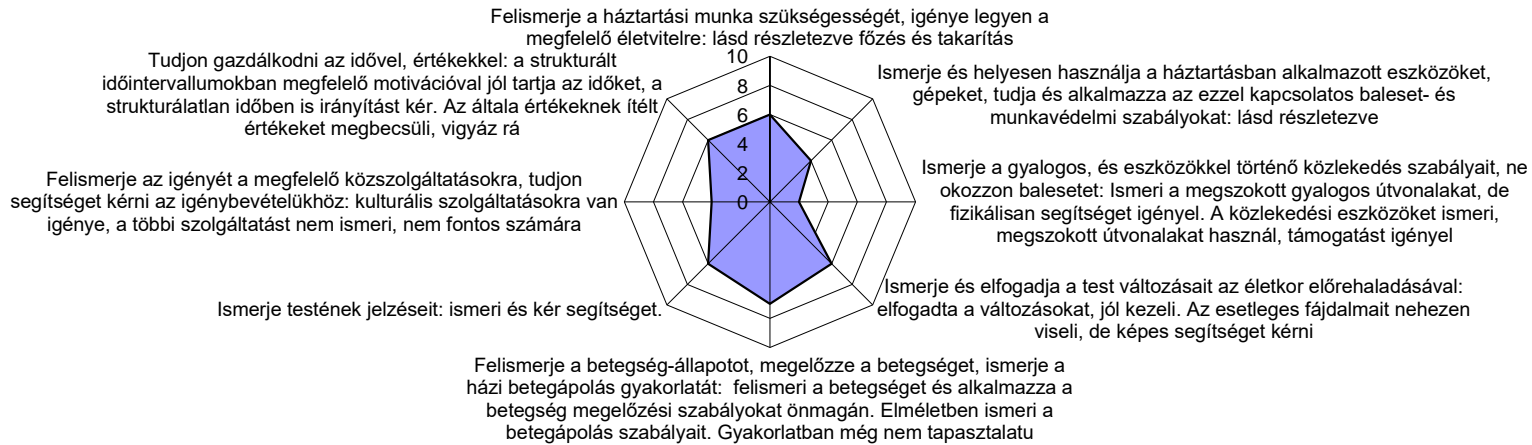 Felismerje a háztartási munka szükségességét, igénye legyen a
megfelelő életvitelre: lásd részletezve főzés és takarítás
Ismerje és helyesen használja a háztartásban alkalmazott eszközöket,
gépeket, tudja és alkalmazza az ezzel kapcsolatos baleset- és
munkavédelmi szabályokat: lásd részletezve
Ismerje a gyalogos, és eszközökkel történő közlekedés szabályait, ne
okozzon balesetet: Ismeri a megszokott gyalogos útvonalakat, de
fizikálisan segítséget igényel. A közlekedési eszközöket ismeri,
megszokott útvonalakat használ, támogatást igényel
Ismerje és elfogadja a test változásait az életkor előrehaladásával:
elfogadta a változásokat, jól kezeli. Az esetleges fájdalmait nehezen
viseli, de képes segítséget kérni
Felismerje a betegség-állapotot, megelőzze a betegséget, ismerje a
házi betegápolás gyakorlatát:  felismeri a betegséget és alkalmazza a
betegség megelőzési szabályokat önmagán. Elméletben ismeri a
betegápolás szabályait. Gyakorlatban még nem tapasztalatu
Ismerje testének jelzéseit: ismeri és kér segítséget.
Felismerje az igényét a megfelelő közszolgáltatásokra, tudjon
segítséget kérni az igénybevételükhöz: kulturális szolgáltatásokra van
igénye, a többi szolgáltatást nem ismeri, nem fontos számára
Tudjon gazdálkodni az idővel, értékekkel: a strukturált
időintervallumokban megfelelő motivációval jól tartja az időket, a
strukturálatlan időben is irányítást kér. Az általa értékeknek ítélt
értékeket megbecsüli, vigyáz rá
10
8
6
4
2
0